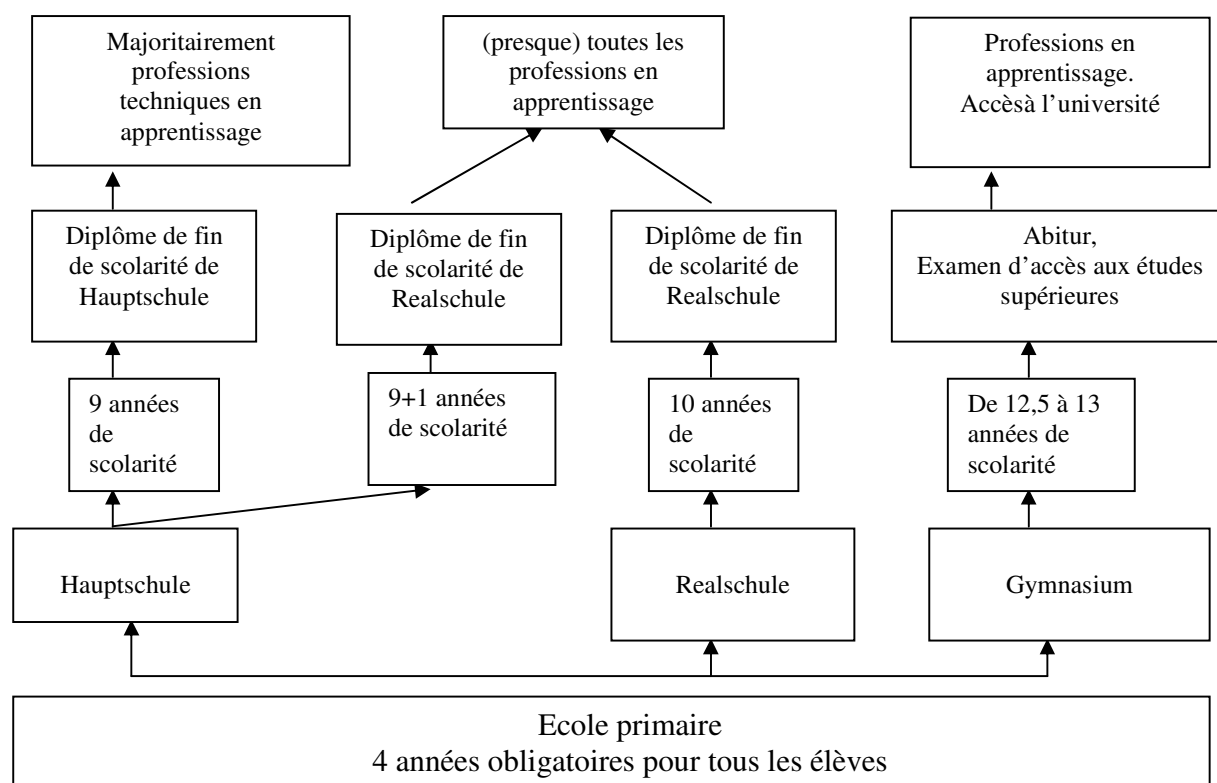 Majoritairement
professions
techniques en
apprentissage
(presque) toutes les
professions en
apprentissage
Professions en
apprentissage.
Accèsà l’université
Diplôme de fin
de scolarité de
Hauptschule
Diplôme de fin
de scolarité de
Realschule
Diplôme de fin
de scolarité de
Realschule
Abitur,
Examen d’accès aux études
supérieures
9 années
de
scolarité
9+1 années
de scolarité
10 années
de
scolarité
De 12,5 à 13
années de
scolarité
Hauptschule
Realschule
Gymnasium
Ecole primaire
4 années obligatoires pour tous les élèves